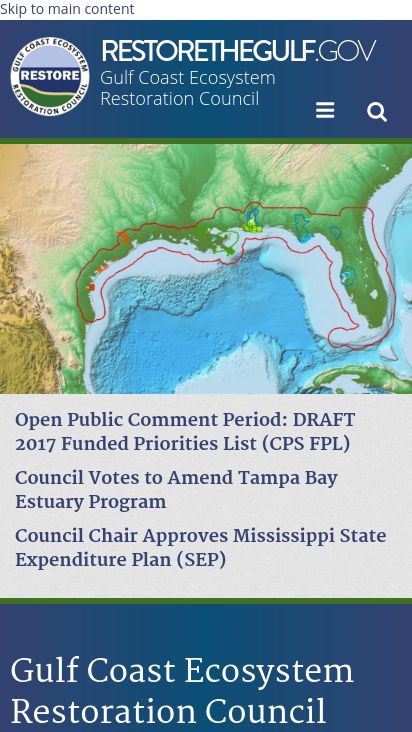 Skip to main content
GULF COAST ECOSYSTEM
RESTORE
RESTORATION COUNCIL
RESTORETHEGULF.GOV
Gulf Coast Ecosystem
Restoration Council
Open Public Comment Period: DRAFT
2017 Funded Priorities List (CPS FPL)
Council Votes to Amend Tampa Bay
Estuary Program
Council Chair Approves Mississippi State
Expenditure Plan (SEP)
Gulf Coast Ecosystem
Restoration Council